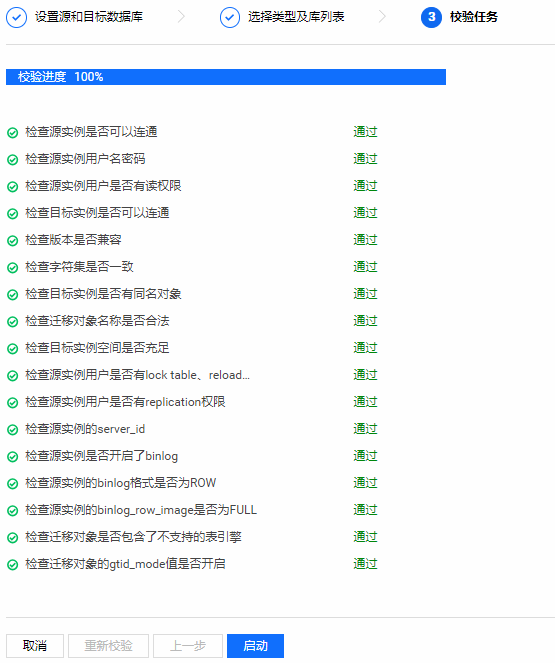 设置源和目标数据库 选择类型及库列表 3 校验任务
校验进度 100%
检查源实例是否可以连通 通过
检查源实例用户名密码 通过
检查源实例用户是否有读权限 通过
检查目标实例是否可以连通 通过
检查版本是否兼容 通过
检查字符集是否一致 通过
检查目标实例是否有同名对象 通过
检查迁移对象名称是否合法 通过
检查目标实例空间是否充足 通过
检查源实例用户是否有lock table、reload... 通过
检查源实例用户是否有replication权限 通过
检查源实例的server_id 通过
检查源实例是否开启了binlog 通过
检查源实例的binlog格式是否为ROW 通过
检查源实例的binlog_row_image是否为FULL 通过
检查迁移对象是否包含了不支持的表引擎 通过
检查迁移对象的gtid_mode值是否开启 通过
取消 重新校验 上一步 启动